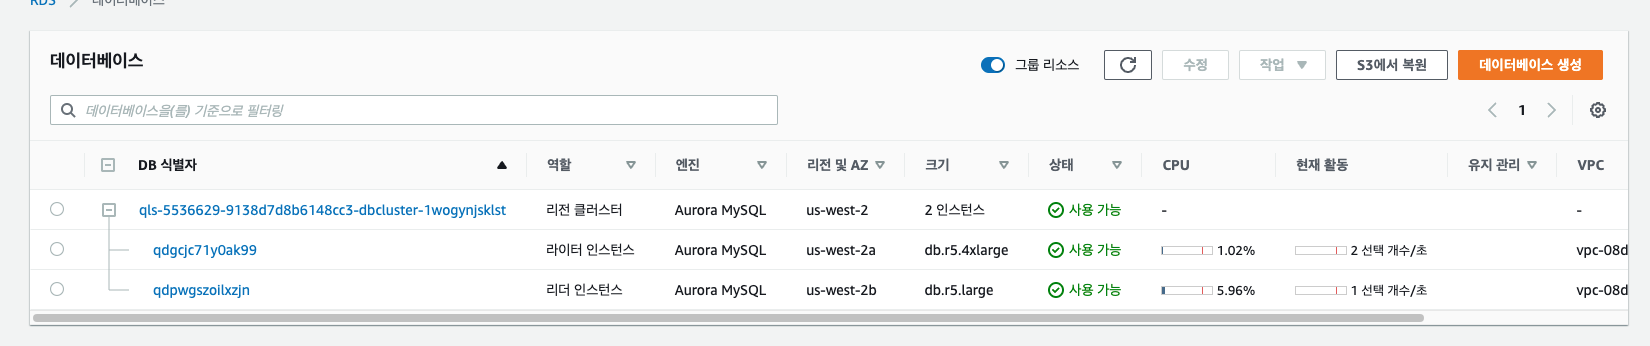 RDS > 데이터베이스
데이터베이스
그룹 리소스 수정 작업 S3에서 복원 데이터베이스 생성
데이터베이스을(를) 기준으로 필터링 1
DB 식별자 역할 엔진 리전 및 AZ 크기 상태 CPU 현재 활동 유지 관리 VPC
qls-5536629-9138d7d8b6148cc3-dbcluster-1wogynjsklst 리전 클러스터 Aurora MySQL us-west-2 2 인스턴스 사용 가능 - -
qdgcjc71y0ak99 라이터 인스턴스 Aurora MySQL us-west-2a db.r5.4xlarge 사용 가능 1.02% 2 선택 개수/초 vpc-08d
qdpwgszoilxzjn 리더 인스턴스 Aurora MySQL us-west-2b db.r5.large 사용 가능 5.96% 1 선택 개수/초 vpc-08d